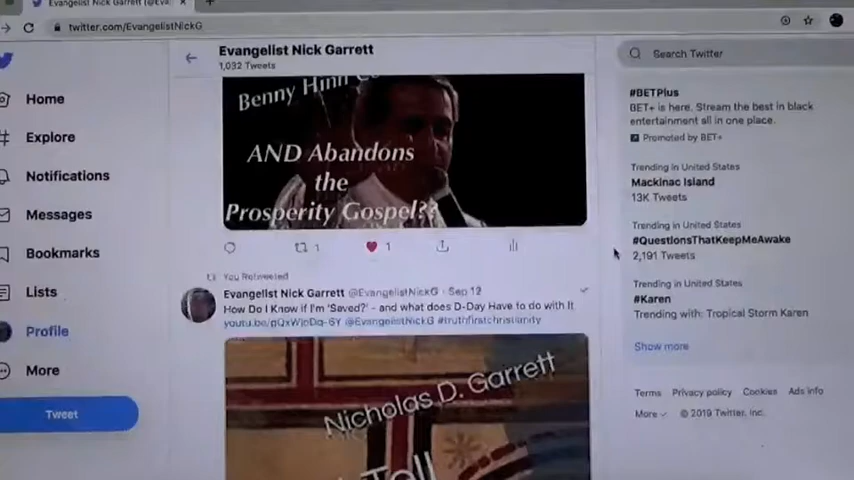 Nick Garrett (@Eva
twitter.com/EvangelistNickG
Evangelist Nick Garrett
1,032 Tweets
Search Twitter
Home
Explore
Notifications
Messages
Bookmarks
Lists
Profile
More
Tweet
Benny Hinn
AND Abandons
the
Prosperity Gospel??
1
1
You Retweeted
Evangelist Nick Garrett @EvangelistNickG · Sep 12
How Do I Know if I'm 'Saved?' - and what does D-Day Have to do with It
@EvangelistNickG #truthfirstchristianity
Nicholas D. Garrett
Tell
#BETPlus
BET+ is here. Stream the best in black
entertainment all in one place.
Promoted by BET+
Trending in United States
Mackinac Island
13K Tweets
Trending in United States
#QuestionsThatKeepMeAwake
2,191 Tweets
Trending in United States
#Karen
Trending with: Tropical Storm Karen
Show more
Terms Privacy policy Cookies Ads info
More © 2019 Twitter, Inc.